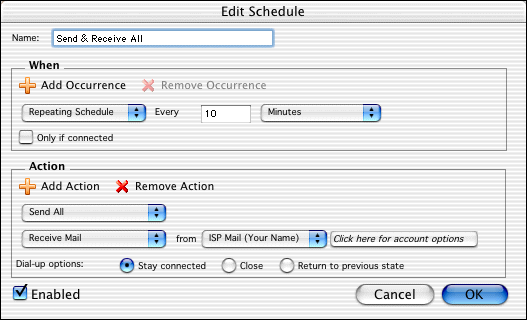 Edit Schedule
Name: Send & Receive All
When
Add Occurrence Remove Occurrence
Repeating Schedule Every 10 Minutes
Only if connected
Action
Add Action Remove Action
Send All
Receive Mail from ISP Mail (Your Name) Click here for account options
Dial-up options: Stay connected Close Return to previous state
Enabled Cancel OK